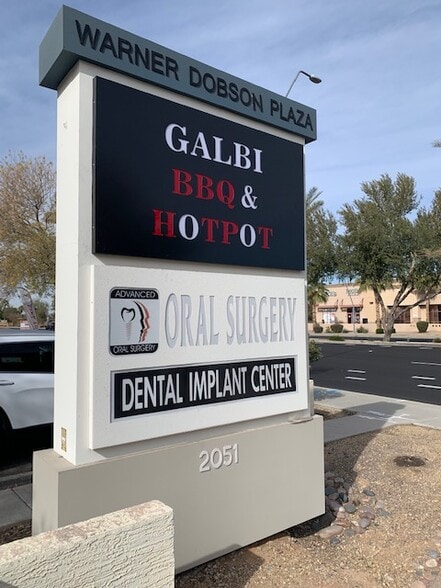 WARNER DOBSON PLAZA
GALBI
BBQ &
HOTPOT
ADVANCED
ORAL SURGERY
ORAL SURGERY
DENTAL IMPLANT CENTER
2051